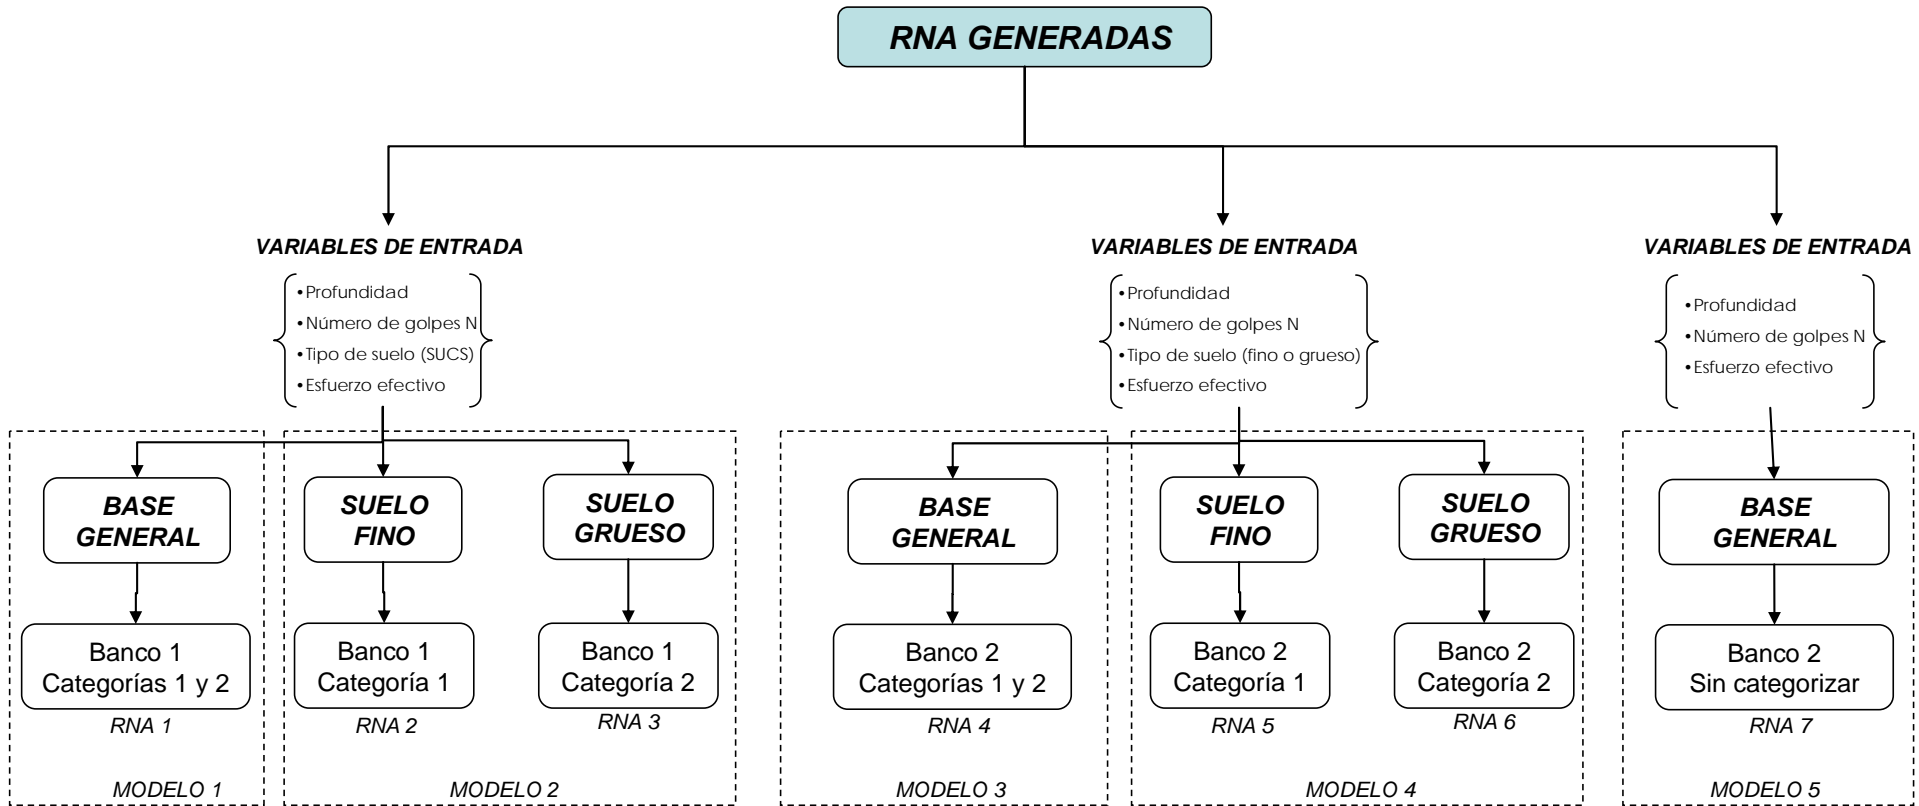 RNA GENERADAS
VARIABLES DE ENTRADA
•Profundidad
•Número de golpes N
•Tipo de suelo (SUCS)
•Esfuerzo efectivo
VARIABLES DE ENTRADA
•Profundidad
•Número de golpes N
•Tipo de suelo (fino o grueso)
•Esfuerzo efectivo
VARIABLES DE ENTRADA
•Profundidad
•Número de golpes N
•Esfuerzo efectivo
BASE
GENERAL
Banco 1
Categorías 1 y 2
RNA 1
MODELO 1
SUELO
FINO
Banco 1
Categoría 1
RNA 2
SUELO
GRUESO
Banco 1
Categoría 2
RNA 3
MODELO 2
BASE
GENERAL
Banco 2
Categorías 1 y 2
RNA 4
MODELO 3
SUELO
FINO
Banco 2
Categoría 1
RNA 5
SUELO
GRUESO
Banco 2
Categoría 2
RNA 6
MODELO 4
BASE
GENERAL
Banco 2
Sin categorizar
RNA 7
MODELO 5